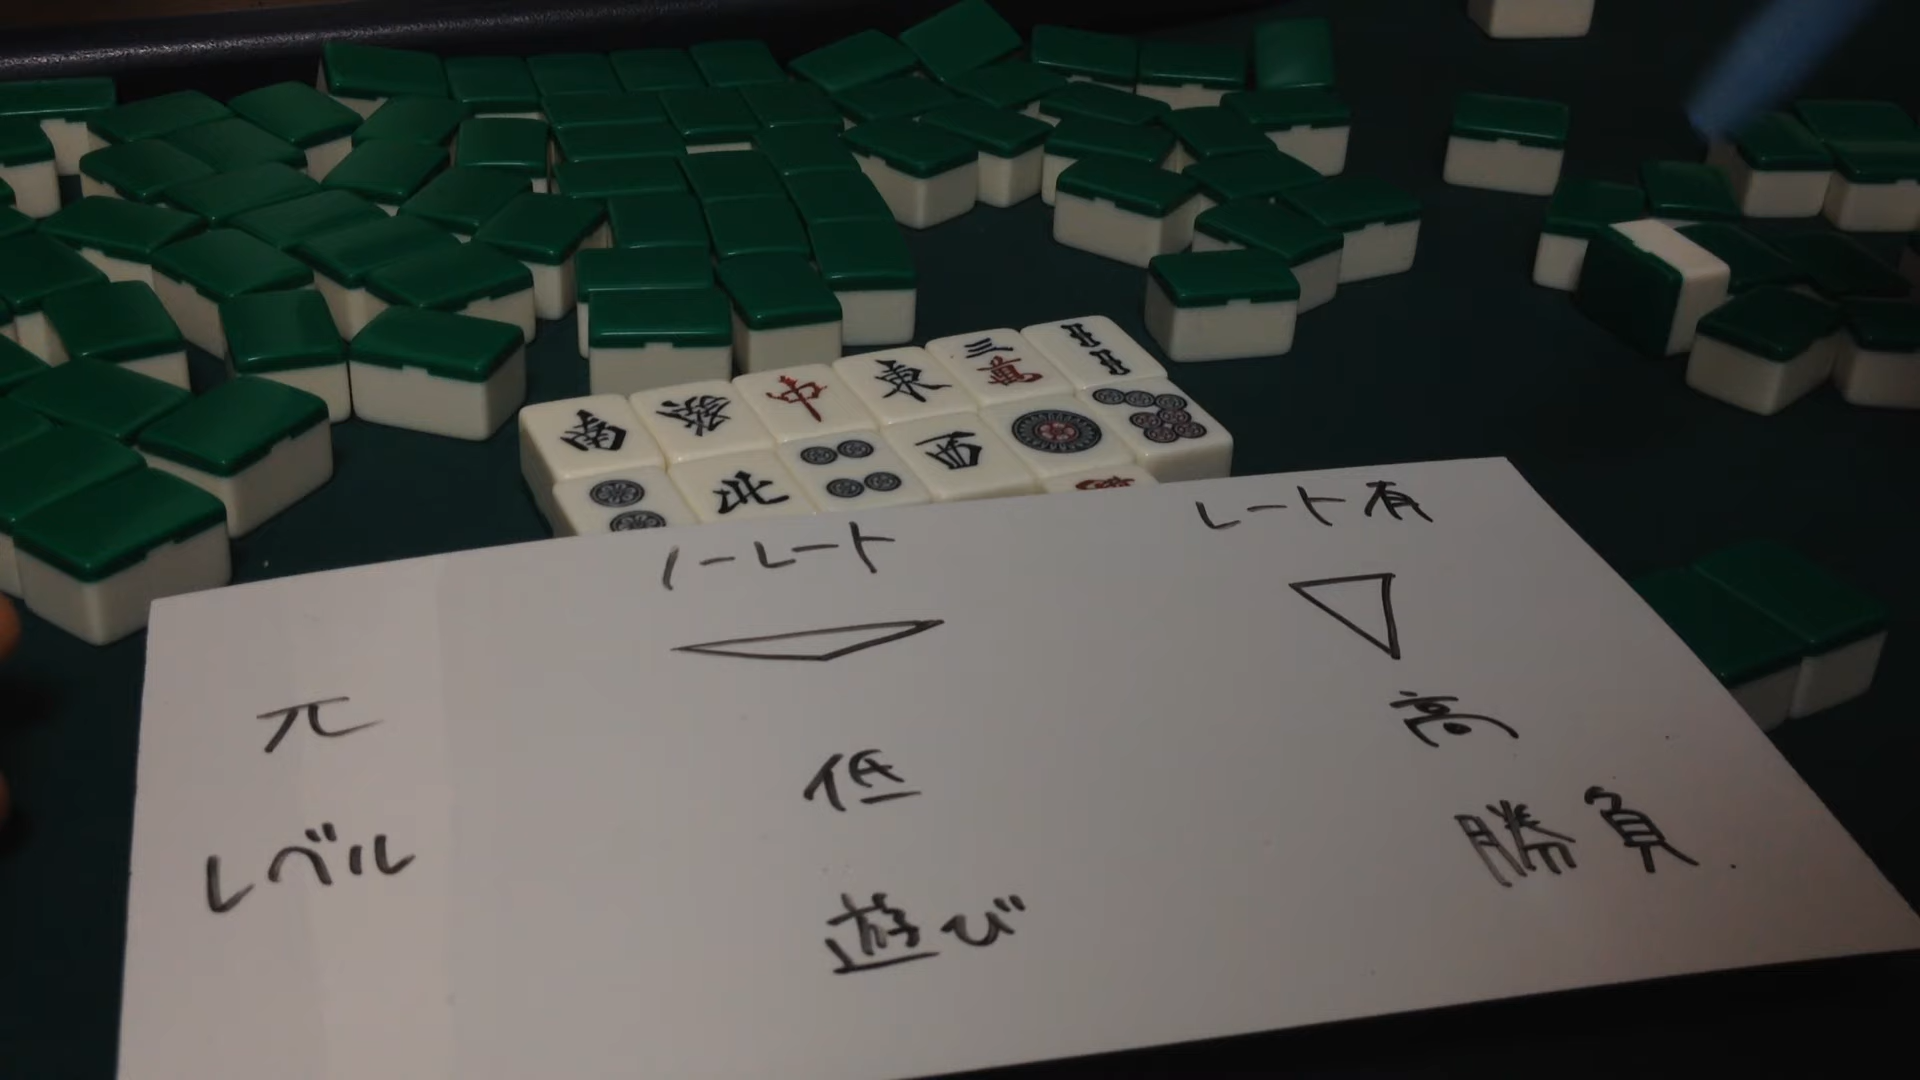 南 發 中 東 三萬
北 西
ノーレート レート有
元 低 高
レベル 遊び 勝負